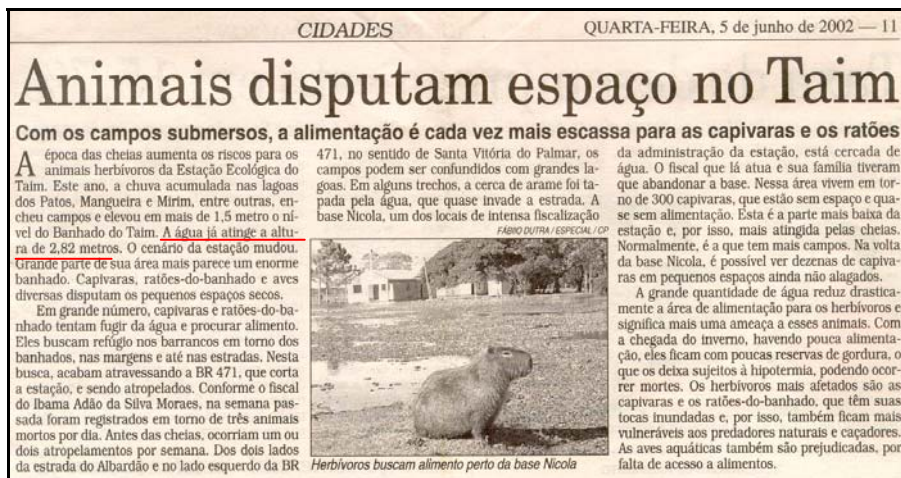 CIDADES
QUARTA-FEIRA, 5 de junho de 2002 — 11
Animais disputam espaço no Taim
Com os campos submersos, a alimentação é cada vez mais escassa para as capivaras e os ratões
A época das cheias aumenta os riscos para os
animais herbívoros da Estação Ecológica do
Taim. Este ano, a chuva acumulada nas lagoas
dos Patos, Mangueira e Mirim, entre outras, en-
cheu campos e elevou em mais de 1,5 metro o ní-
vel do Banhado do Taim. A água já atinge a altu-
ra de 2,82 metros. O cenário da estação mudou.
Grande parte de sua área mais parece um enorme
banhado. Capivaras, ratões-do-banhado e aves
diversas disputam os pequenos espaços secos.
Em grande número, capivaras e ratões-do-ba-
nhado tentam fugir da água e procurar alimento.
Eles buscam refúgio nos barrancos em torno dos
banhados, nas margens e até nas estradas. Nesta
busca, acabam atravessando a BR 471, que corta
a estação, e sendo atropelados. Conforme o fiscal
do Ibama Adão da Silva Moraes, na semana pas-
sada foram registrados em torno de três animais
mortos por dia. Antes das cheias, ocorriam um ou
dois atropelamentos por semana. Dos dois lados
da estrada do Albardão e no lado esquerdo da BR
471, no sentido de Santa Vitória do Palmar, os
campos podem ser confundidos com grandes la-
goas. Em alguns trechos, a cerca de arame foi ta-
pada pela água, que quase invade a estrada. A
base Nicola, um dos locais de intensa fiscalização
FÁBIO DUTRA / ESPECIAL / CP
Herbívoros buscam alimento perto da base Nicola
da administração da estação, está cercada de
água. O fiscal que lá atua e sua família tiveram
que abandonar a base. Nessa área vivem em tor-
no de 300 capivaras, que estão sem espaço e qua-
se sem alimentação. Esta é a parte mais baixa da
estação e, por isso, mais atingida pelas cheias.
Normalmente, é a que tem mais campos. Na volta
da base Nicola, é possível ver dezenas de capiva-
ras em pequenos espaços ainda não alagados.
A grande quantidade de água reduz drastica-
mente a área de alimentação para os herbívoros e
significa mais uma ameaça a esses animais. Com
a chegada do inverno, havendo pouca alimenta-
ção, eles ficam com poucas reservas de gordura, o
que os deixa sujeitos à hipotermia, podendo ocor-
rer mortes. Os herbívoros mais afetados são as
capivaras e os ratões-do-banhado, que têm suas
tocas inundadas e, por isso, também ficam mais
vulneráveis aos predadores naturais e caçadores.
As aves aquáticas também são prejudicadas, por
falta de acesso a alimentos.